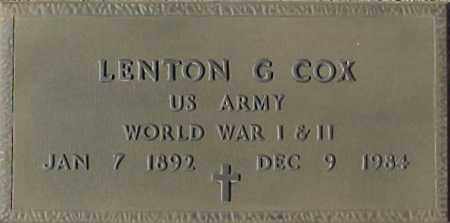 LENTON G COX
US ARMY
WORLD WAR I & II
JAN 7 1892 DEC 9 1984